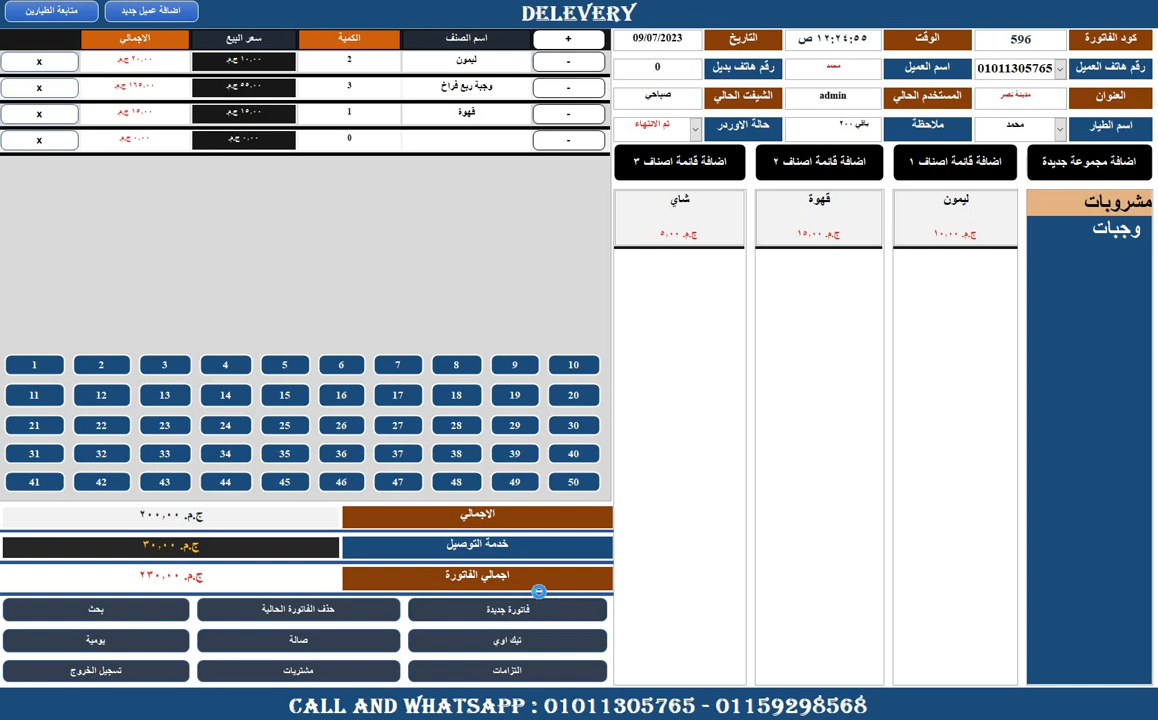 DELEVERY
اضافة عميل جديد
متابعة الطيارين
كود الفاتورة
596
الوقت
١٢:٢٤:٥٥ ص
التاريخ
09/07/2023
رقم هاتف العميل
01011305765
اسم العميل
محمد
رقم هاتف بديل
0
العنوان
مدينة نصر
المستخدم الحالي
admin
الشيفت الحالي
صباحي
اسم الطيار
محمد
ملاحظة
باقي ٢٠٠
حالة الاوردر
تم الانتهاء
اضافة مجموعة جديدة
اضافة قائمة اصناف ١
اضافة قائمة اصناف ٢
اضافة قائمة اصناف ٣
مشروبات
وجبات
ليمون
ج.م. ١٠,٠٠
قهوة
ج.م. ١٥,٠٠
شاي
ج.م. ٥,٠٠
+ اسم الصنف الكمية سعر البيع الاجمالي
- ليمون 2 ج.م. ١٠,٠٠ ج.م. ٢٠,٠٠ x
- وجبة ربع فراخ 3 ج.م. ٥٥,٠٠ ج.م. ١٦٥,٠٠ x
- قهوة 1 ج.م. ١٥,٠٠ ج.م. ١٥,٠٠ x
- 0 ج.م. ٠,٠٠ ج.م. ٠,٠٠ x
1 2 3 4 5 6 7 8 9 10
11 12 13 14 15 16 17 18 19 20
21 22 23 24 25 26 27 28 29 30
31 32 33 34 35 36 37 38 39 40
41 42 43 44 45 46 47 48 49 50
الاجمالي
ج.م. ٢٠٠,٠٠
خدمة التوصيل
ج.م. ٣٠,٠٠
اجمالي الفاتورة
ج.م. ٢٣٠,٠٠
فاتورة جديدة
حذف الفاتورة الحالية
بحث
تيك اوي
صالة
يومية
التزامات
مشتريات
تسجيل الخروج
CALL AND WHATSAPP : 01011305765 - 01159298568